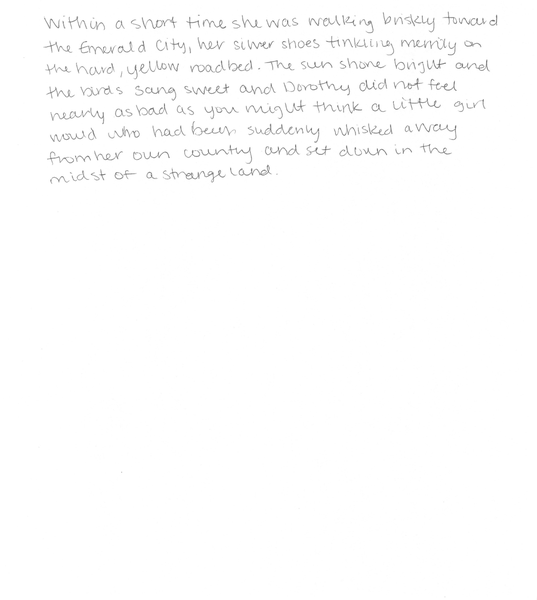 Within a short time she was walking briskly toward
the Emerald City, her silver shoes tinkling merrily on
the hard, yellow roadbed. The sun shone bright and
the birds sang sweet and Dorothy did not feel
nearly as bad as you might think a little girl
would who had been suddenly whisked away
from her own country and set down in the
midst of a strange land.